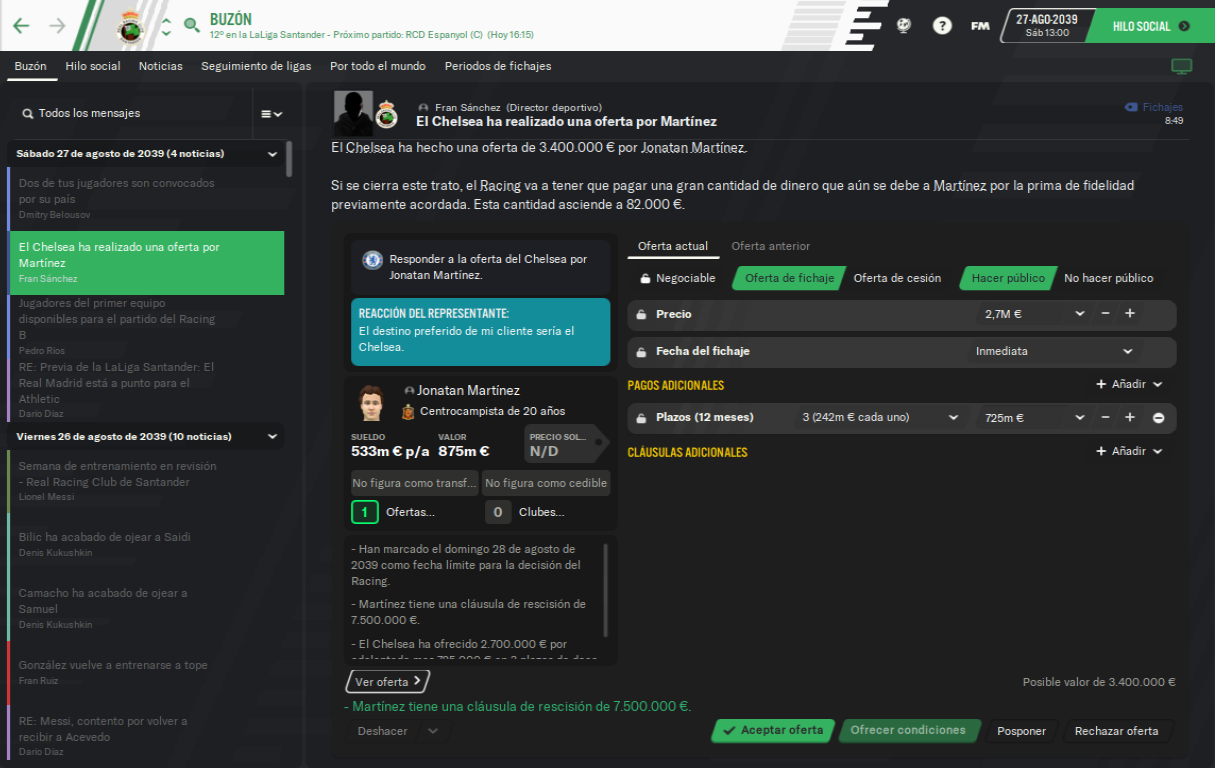 BUZÓN
12º en la LaLiga Santander - Próximo partido: RCD Espanyol (C) (Hoy 16:15)
?
FM
27-AGO-2039
Sáb 13:00
HILO SOCIAL
Buzón
Hilo social
Noticias
Seguimiento de ligas
Por todo el mundo
Periodos de fichajes
Todos los mensajes
Sábado 27 de agosto de 2039 (4 noticias)
Dos de tus jugadores son convocados
por su país
Dmitry Belousov
El Chelsea ha realizado una oferta por
Martínez
Fran Sánchez
Jugadores del primer equipo
disponibles para el partido del Racing
B
Pedro Ríos
RE: Previa de la LaLiga Santander: El
Real Madrid está a punto para el
Athletic
Darío Díaz
Viernes 26 de agosto de 2039 (10 noticias)
Semana de entrenamiento en revisión
- Real Racing Club de Santander
Lionel Messi
Bilic ha acabado de ojear a Saidi
Denis Kukushkin
Camacho ha acabado de ojear a
Samuel
Denis Kukushkin
González vuelve a entrenarse a tope
Fran Ruiz
RE: Messi, contento por volver a
recibir a Acevedo
Darío Díaz
Fran Sánchez (Director deportivo)
El Chelsea ha realizado una oferta por Martínez
Fichajes
8:49
El Chelsea ha hecho una oferta de 3.400.000 € por Jonatan Martínez.
Si se cierra este trato, el Racing va a tener que pagar una gran cantidad de dinero que aún se debe a Martínez por la prima de fidelidad
previamente acordada. Esta cantidad asciende a 82.000 €.
Responder a la oferta del Chelsea por
Jonatan Martínez.
REACCIÓN DEL REPRESENTANTE:
El destino preferido de mi cliente sería el
Chelsea.
Jonatan Martínez
Centrocampista de 20 años
SUELDO
533m € p/a
VALOR
875m €
PRECIO SOL...
N/D
No figura como transf...
No figura como cedible
1
Ofertas...
0
Clubes...
- Han marcado el domingo 28 de agosto de
2039 como fecha límite para la decisión del
Racing.
- Martínez tiene una cláusula de rescisión de
7.500.000 €.
- El Chelsea ha ofrecido 2.700.000 € por
adelantado mas 725.000 € en 3 plazos de doce
Oferta actual
Oferta anterior
Negociable
Oferta de fichaje
Oferta de cesión
Hacer público
No hacer público
Precio
2,7M €
Fecha del fichaje
Inmediata
PAGOS ADICIONALES
Añadir
Plazos (12 meses)
3 (242m € cada uno)
725m €
CLÁUSULAS ADICIONALES
Añadir
Ver oferta
Posible valor de 3.400.000 €
- Martínez tiene una cláusula de rescisión de 7.500.000 €.
Deshacer
Aceptar oferta
Ofrecer condiciones
Posponer
Rechazar oferta